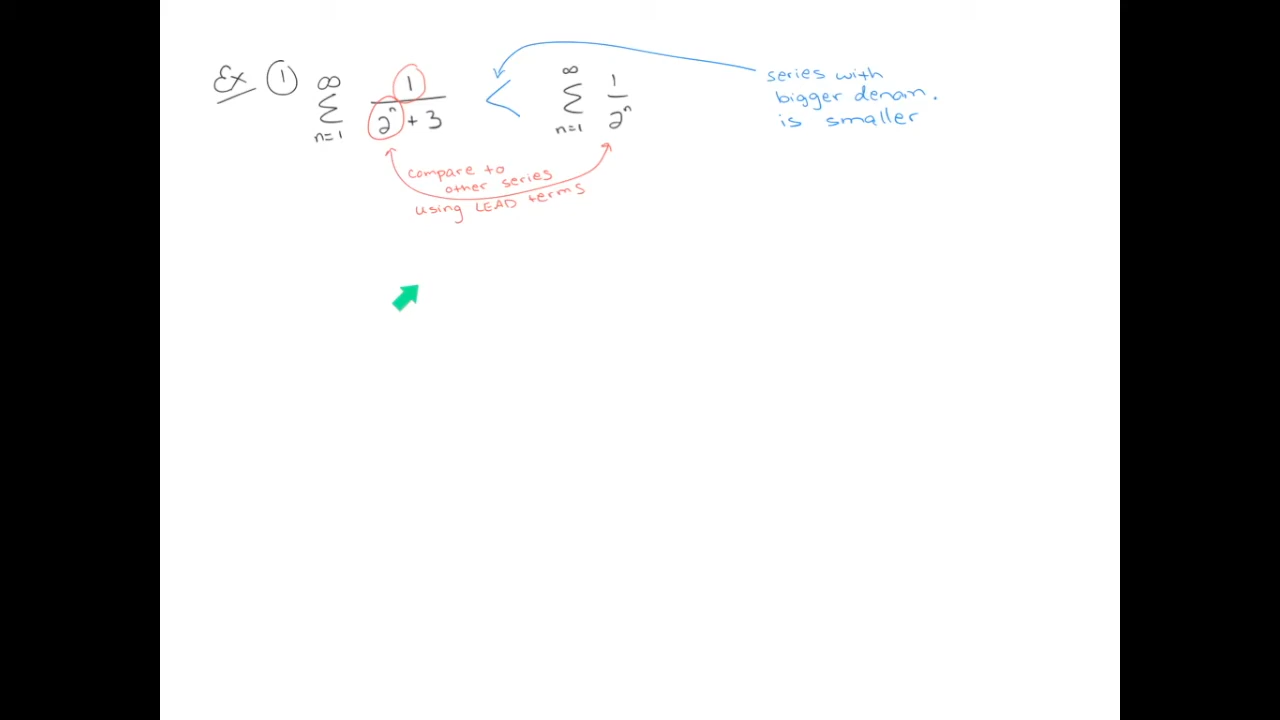 Ex ① ∞ ∑ n=1 1 / 2ⁿ + 3 < ∞ ∑ n=1 1 / 2ⁿ
series with
bigger denom.
is smaller
compare to
other series
using LEAD terms